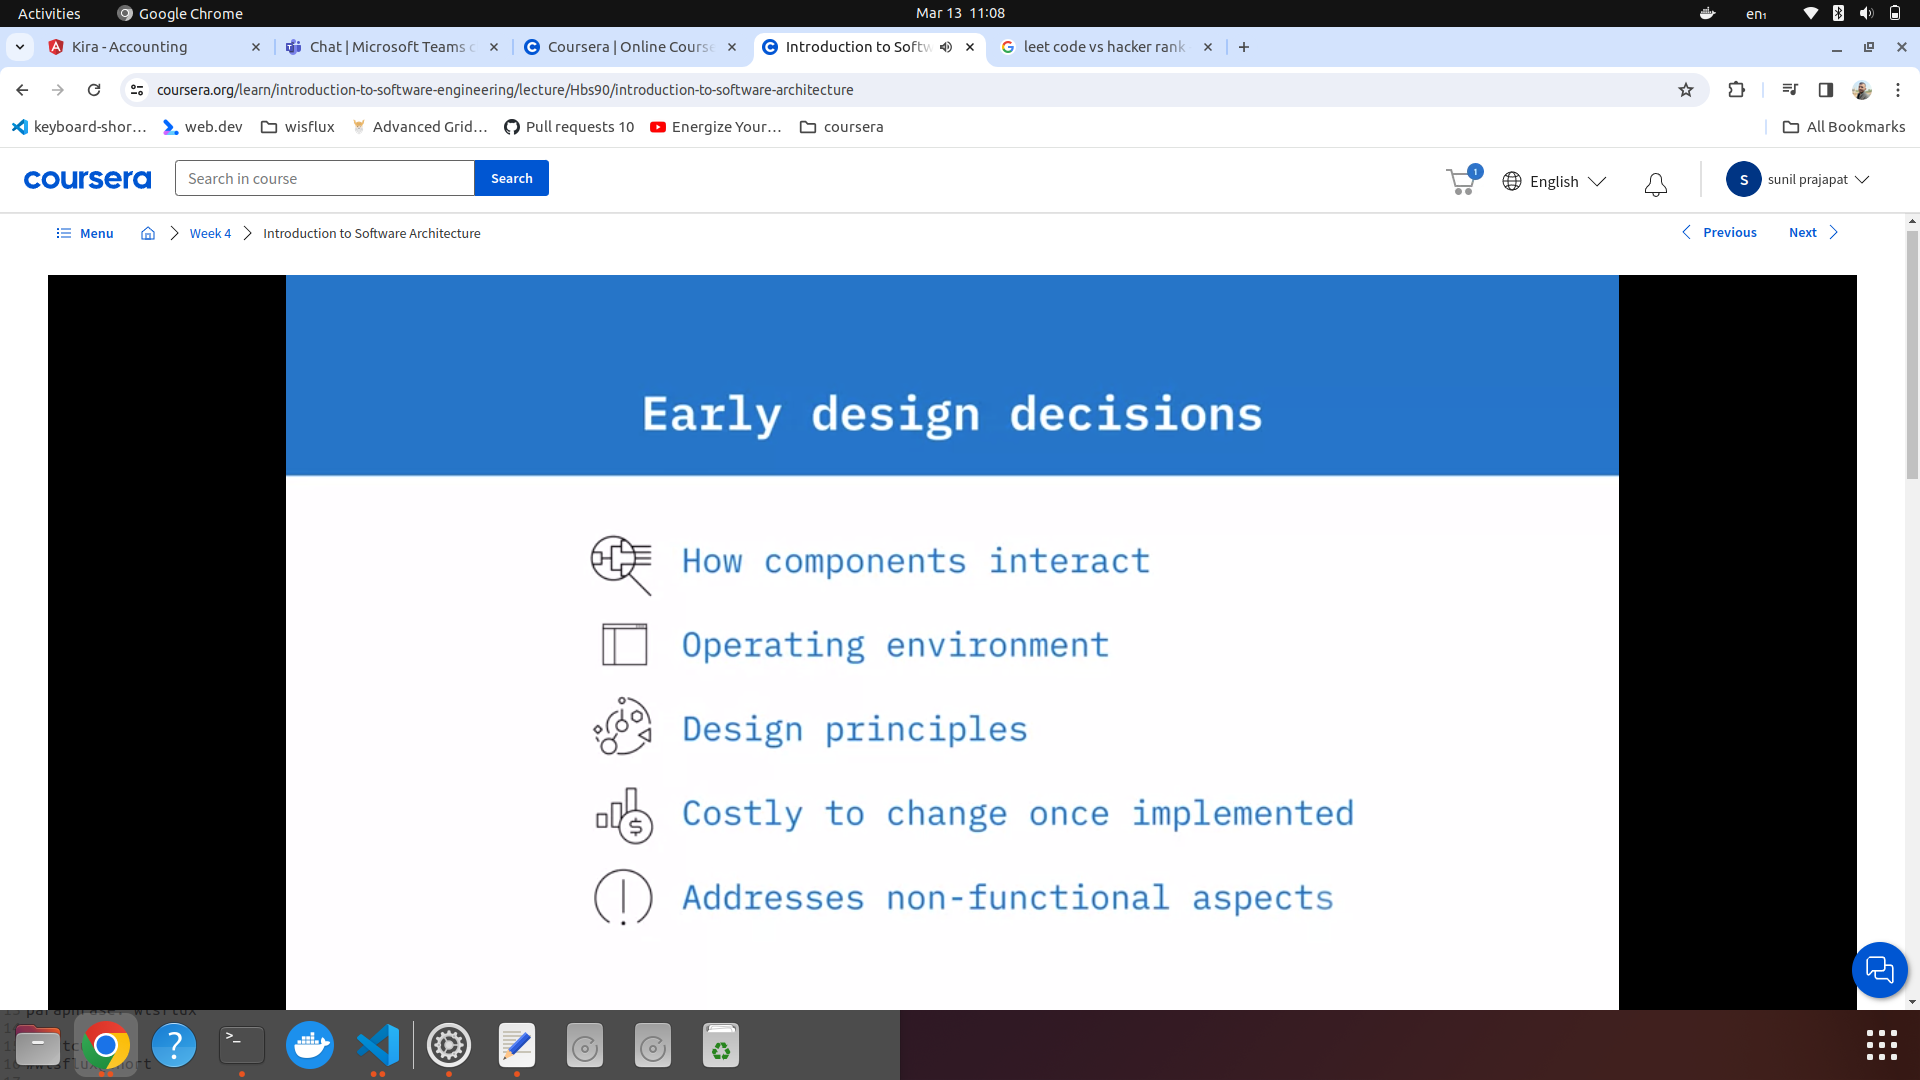 Activities
Google Chrome
Mar 13 11:08
en₁
Kira - Accounting
Chat | Microsoft Teams c
Coursera | Online Course
Introduction to Softw
leet code vs hacker rank
coursera.org/learn/introduction-to-software-engineering/lecture/Hbs90/introduction-to-software-architecture
keyboard-shor...
web.dev
wisflux
Advanced Grid...
Pull requests 10
Energize Your...
coursera
All Bookmarks
coursera
Search in course
Search
1
English
S
sunil prajapat
Menu
Week 4
Introduction to Software Architecture
Previous
Next
Early design decisions
How components interact
Operating environment
Design principles
Costly to change once implemented
Addresses non-functional aspects